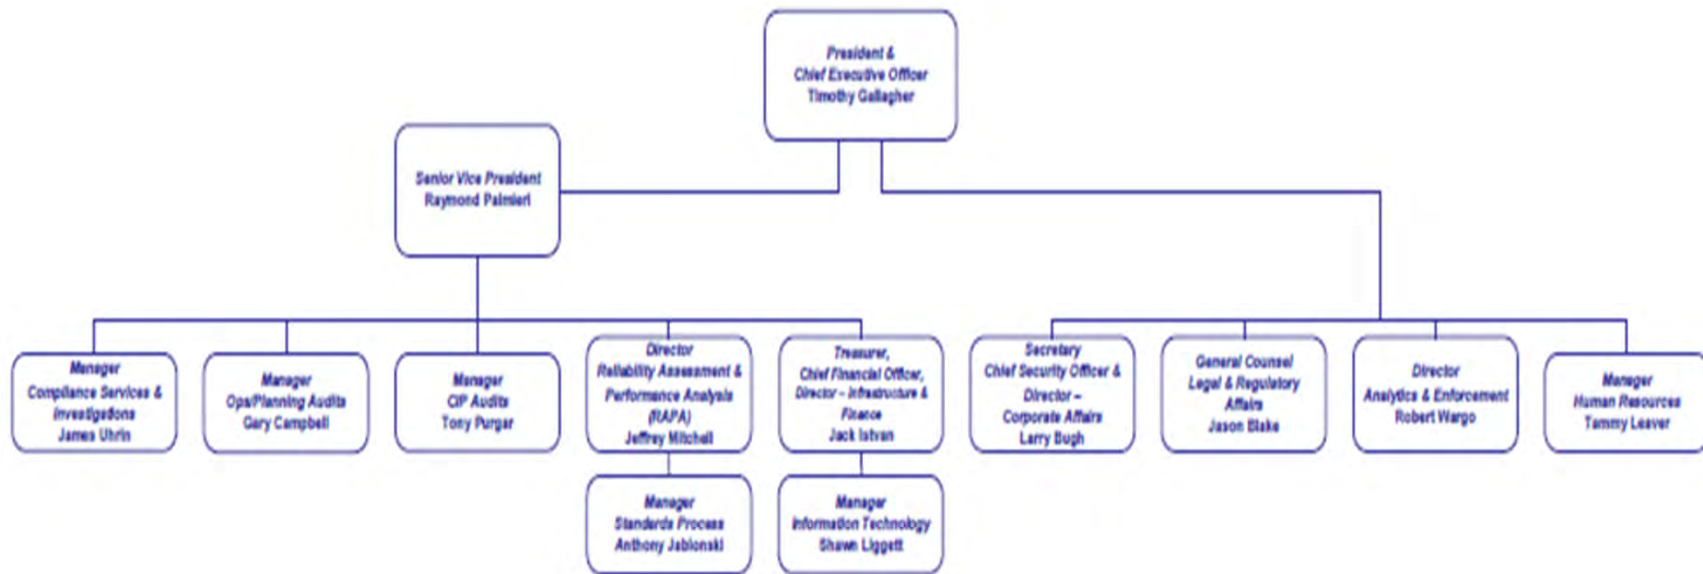 President &
Chief Executive Officer
Timothy Gallagher
Senior Vice President
Raymond Palmieri
Manager
Compliance Services &
Investigations
James Uhrin
Manager
Ops/Planning Audits
Gary Campbell
Manager
CIP Audits
Tony Purgar
Director
Reliability Assessment &
Performance Analysis
(RAPA)
Jeffrey Mitchell
Treasurer,
Chief Financial Officer,
Director – Infrastructure &
Finance
Jack Istvan
Secretary
Chief Security Officer &
Director –
Corporate Affairs
Larry Bugh
General Counsel
Legal & Regulatory
Affairs
Jason Blake
Director
Analytics & Enforcement
Robert Wargo
Manager
Human Resources
Tammy Leaver
Manager
Standards Process
Anthony Jablonski
Manager
Information Technology
Shawn Liggett